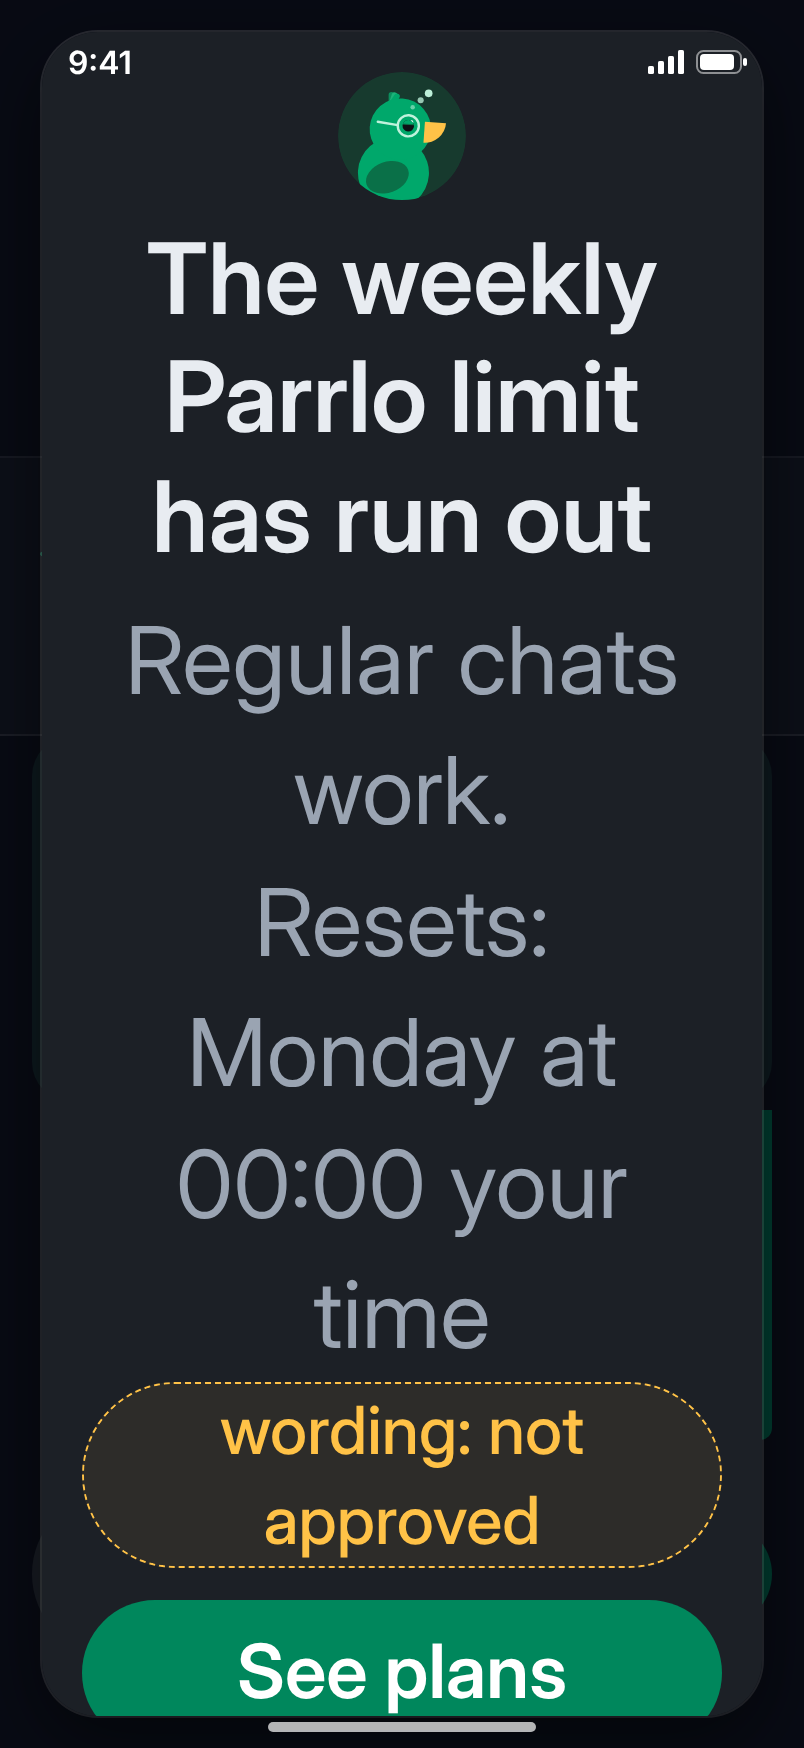 9:41
The weekly
Parrlo limit
has run out
Regular chats
work.
Resets:
Monday at
00:00 your
time
wording: not
approved
See plans